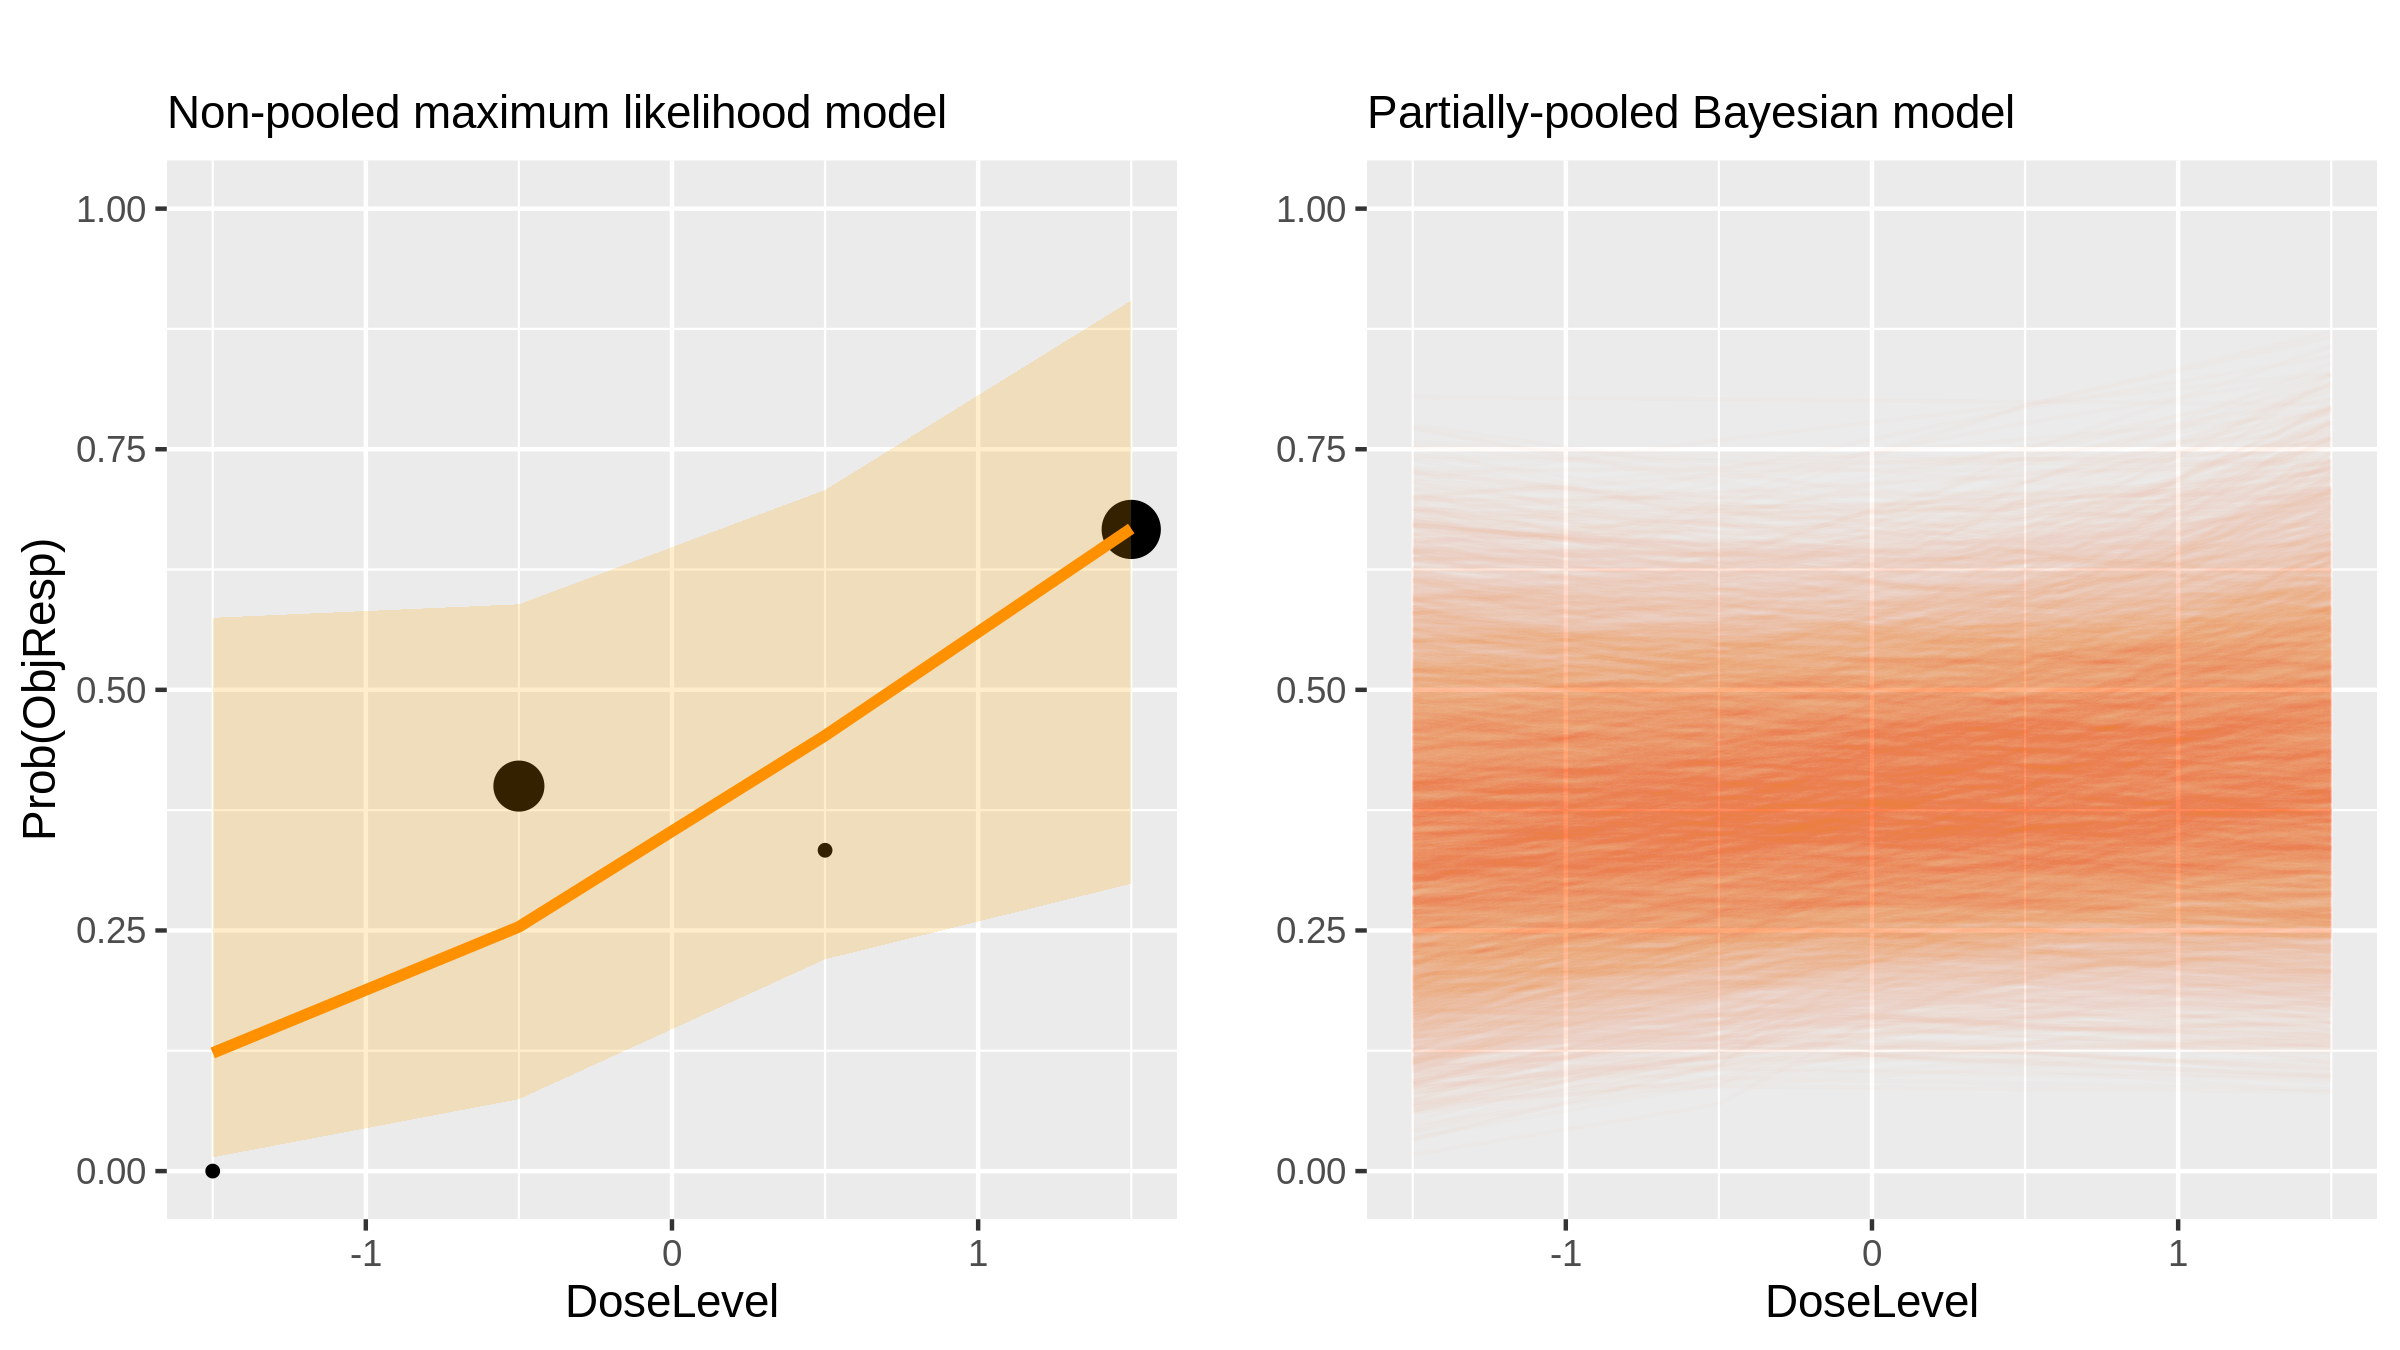 Non-pooled maximum likelihood model
Prob(ObjResp)
1.00
0.75
0.50
0.25
0.00
-1 0 1
DoseLevel
Partially-pooled Bayesian model
1.00
0.75
0.50
0.25
0.00
-1 0 1
DoseLevel